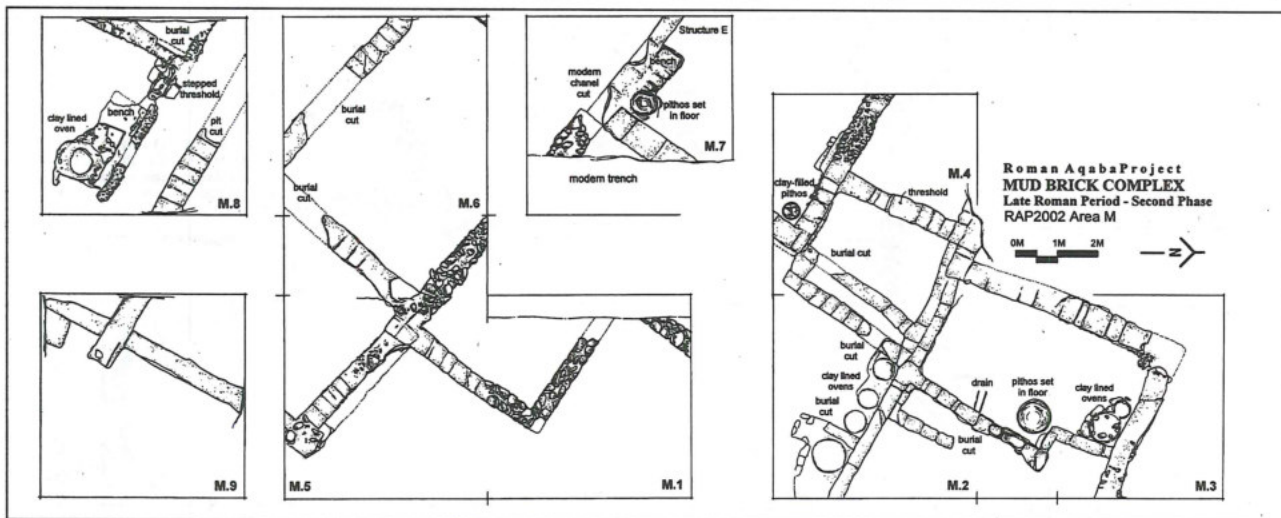 burial
cut
stepped
threshold
bench
clay lined
oven
pit
cut
M.8
burial
cut
burial
cut
M.6
Structure E
bench
modern
chanel
cut
pithos set
in floor
M.7
modern trench
M.4
clay-filled
pithos
threshold
burial cut
Roman AqabaProject
MUD BRICK COMPLEX
Late Roman Period - Second Phase
RAP2002 Area M
0M 1M 2M
N
M.9
M.5
M.1
burial
cut
clay lined
ovens
burial
cut
drain
pithos set
in floor
clay lined
ovens
burial
cut
M.2
M.3